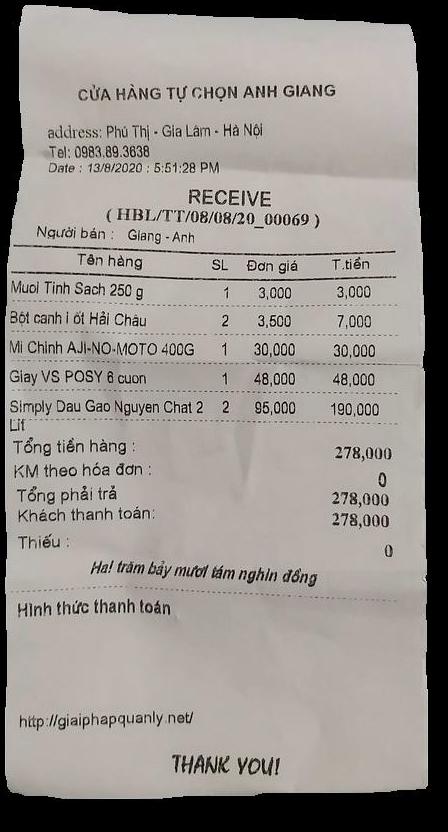 CỬA HÀNG TỰ CHỌN ANH GIANG
address: Phú Thị - Gia Lâm - Hà Nội
Tel: 0983.89.3638
Date : 13/8/2020 : 5:51:28 PM
RECEIVE
( HBL/TT/08/08/20_00069 )
Người bán : Giang - Anh
Tên hàng SL Đơn giá T.tiền
Muoi Tinh Sach 250 g 1 3,000 3,000
Bột canh i ốt Hải Châu 2 3,500 7,000
Mi Chinh AJI-NO-MOTO 400G 1 30,000 30,000
Giay VS POSY 6 cuon 1 48,000 48,000
Simply Dau Gao Nguyen Chat 2 2 95,000 190,000
Lit
Tổng tiền hàng : 278,000
KM theo hóa đơn : 0
Tổng phải trả 278,000
Khách thanh toán: 278,000
Thiếu : 0
Hai trăm bảy mươi tám nghìn đồng
Hình thức thanh toán
http://giaiphapquanly.net/
THANK YOU!